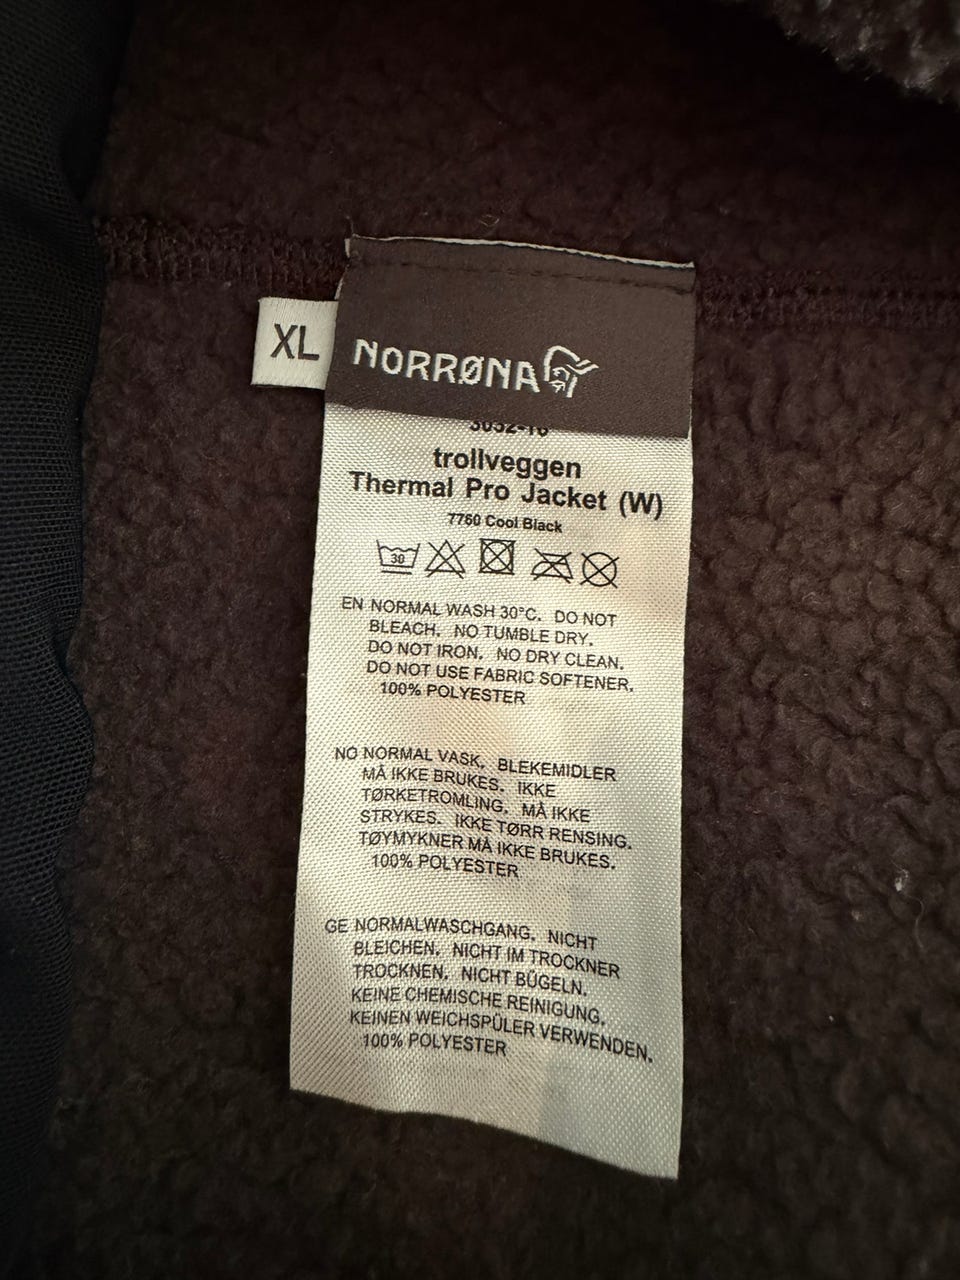 XL
NORRØNA
trollveggen
Thermal Pro Jacket (W)
7760 Cool Black
30
EN NORMAL WASH 30°C. DO NOT
BLEACH. NO TUMBLE DRY.
DO NOT IRON. NO DRY CLEAN.
DO NOT USE FABRIC SOFTENER.
100% POLYESTER
NO NORMAL VASK. BLEKEMIDLER
MÅ IKKE BRUKES. IKKE
TØRKETROMLING. MÅ IKKE
STRYKES. IKKE TØRR RENSING.
TØYMYKNER MÅ IKKE BRUKES.
100% POLYESTER
GE NORMALWASCHGANG. NICHT
BLEICHEN. NICHT IM TROCKNER
TROCKNEN. NICHT BÜGELN.
KEINE CHEMISCHE REINIGUNG.
KEINEN WEICHSPÜLER VERWENDEN.
100% POLYESTER